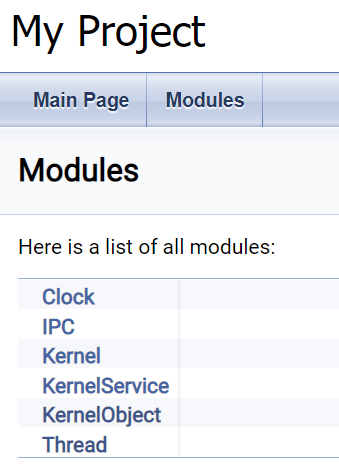 My Project
Main Page Modules
Modules
Here is a list of all modules:
Clock
IPC
Kernel
KernelService
KernelObject
Thread